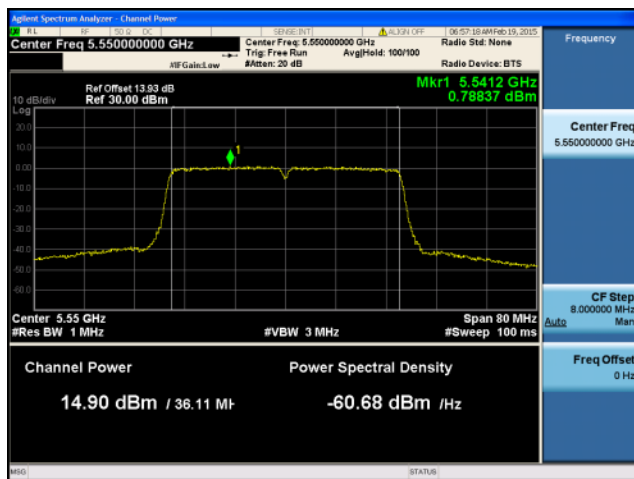 Agilent Spectrum Analyzer - Channel Power
RL RF 50 Ω DC SENSE:INT ALIGN OFF 06:57:18 AM Feb 19, 2015
Center Freq 5.550000000 GHz Center Freq: 5.550000000 GHz Radio Std: None
Trig: Free Run Avg|Hold: 100/100
#IFGain:Low #Atten: 20 dB Radio Device: BTS
Frequency
Mkr1 5.5412 GHz
0.78837 dBm
Ref Offset 13.93 dB
10 dB/div Ref 30.00 dBm
Log
20.0
10.0
0.00
-10.0
-20.0
-30.0
-40.0
-50.0
-60.0
1
Center 5.55 GHz Span 80 MHz
#Res BW 1 MHz #VBW 3 MHz #Sweep 100 ms
Channel Power Power Spectral Density
14.90 dBm / 36.11 MH -60.68 dBm /Hz
Center Freq
5.550000000 GHz
CF Step
8.000000 MHz
Auto Man
Freq Offset
0 Hz
MSG STATUS